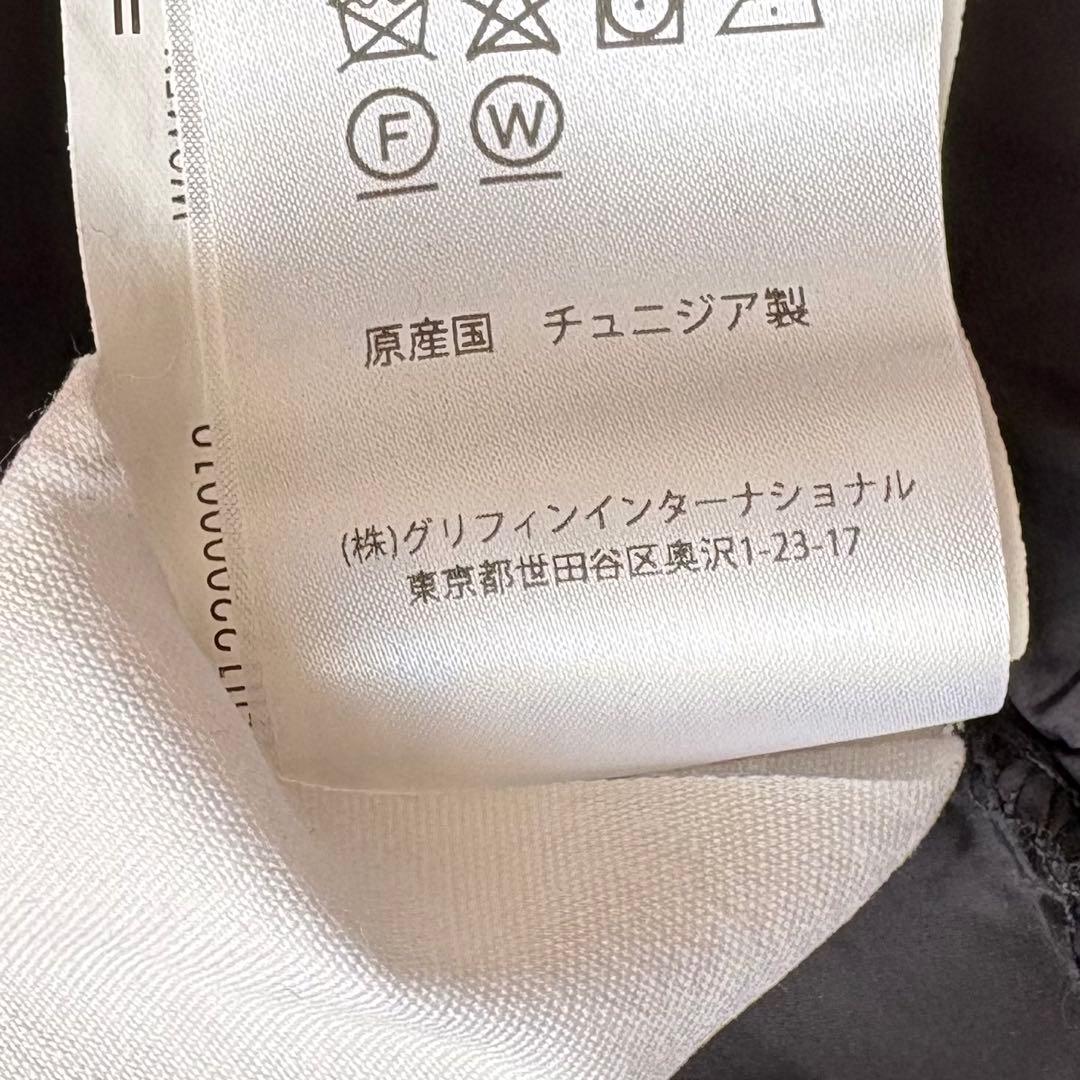 F W
原産国 チュニジア製
(株)グリフィンインターナショナル
東京都世田谷区奥沢1-23-17